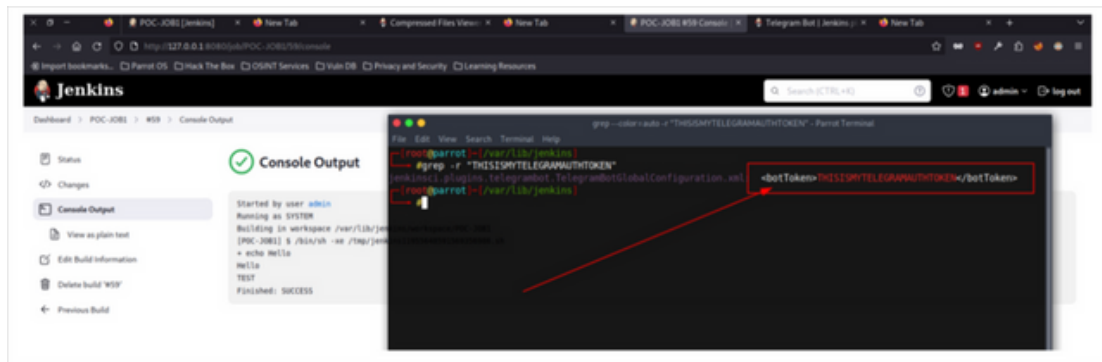 POC-JOB1 [Jenkins]
New Tab
Compressed Files Viewer
New Tab
POC-JOB1 #59 Console
Telegram Bot | Jenkins
New Tab
http://127.0.0.1:8080/job/POC-JOB1/59/console
Import bookmarks...
Parrot OS
Hack The Box
OSINT Services
Vuln DB
Privacy and Security
Learning Resources
Jenkins
Search (CTRL+K)
1
admin
log out
Dashboard > POC-JOB1 > #59 > Console Output
Status
Changes
Console Output
View as plain text
Edit Build Information
Delete build '#59'
Previous Build
Console Output
Started by user admin
Running as SYSTEM
Building in workspace /var/lib/je
[POC-JOB1] $ /bin/sh -xe /tmp/jen
+ echo Hello
Hello
TEST
Finished: SUCCESS
grep --color=auto -r "THISISMYTELEGRAMAUTHTOKEN" - Parrot Terminal
File Edit View Search Terminal Help
[root@parrot]-[/var/lib/jenkins]
#grep -r "THISISMYTELEGRAMAUTHTOKEN"
jenkinsci.plugins.telegrambot.TelegramBotGlobalConfiguration.xml: <botToken>THISISMYTELEGRAMAUTHTOKEN</botToken>
[root@parrot]-[/var/lib/jenkins]
#